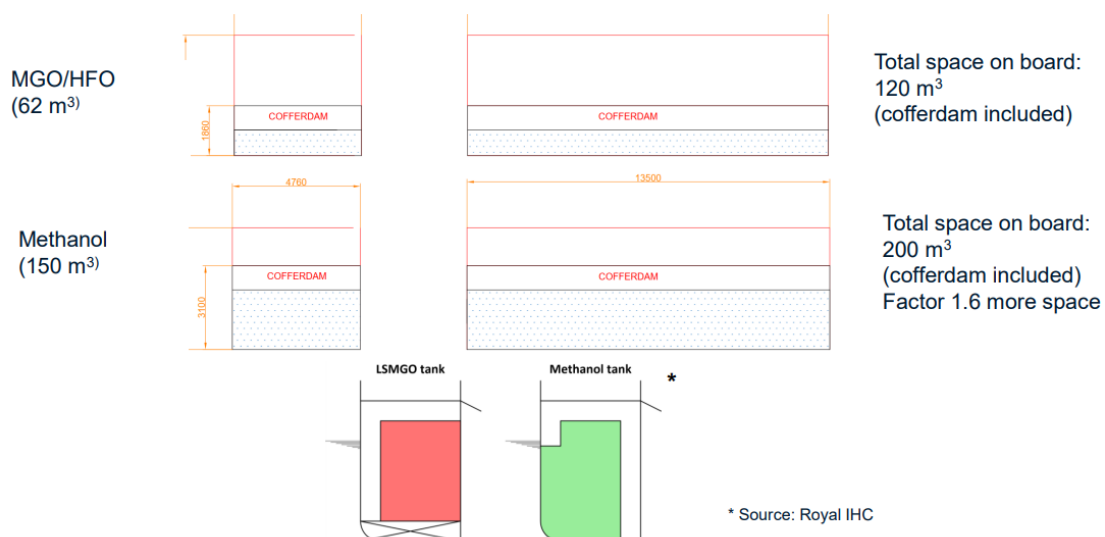 MGO/HFO
(62 m³⁾
COFFERDAM
COFFERDAM
1860
Total space on board:
120 m³
(cofferdam included)
4760
13500
Methanol
(150 m³⁾
COFFERDAM
COFFERDAM
3100
Total space on board:
200 m³
(cofferdam included)
Factor 1.6 more space
LSMGO tank
Methanol tank
*
* Source: Royal IHC